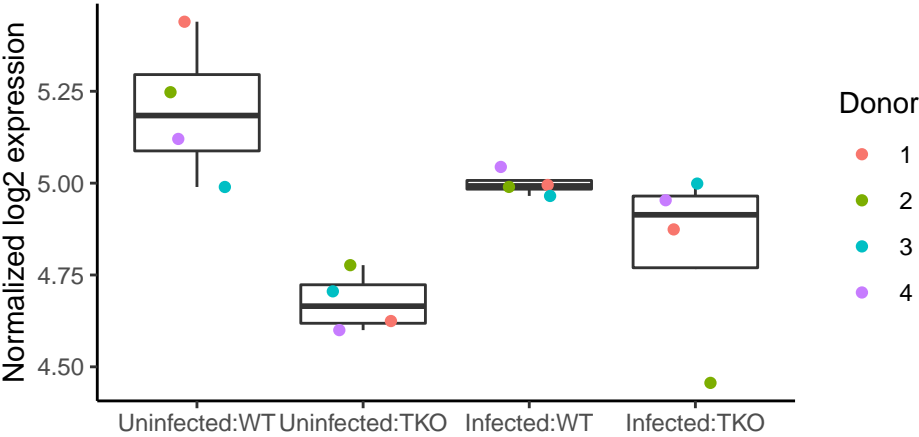 Normalized log2 expression
5.25
5.00
4.75
4.50
Uninfected:WT Uninfected:TKO Infected:WT Infected:TKO
Donor
1
2
3
4